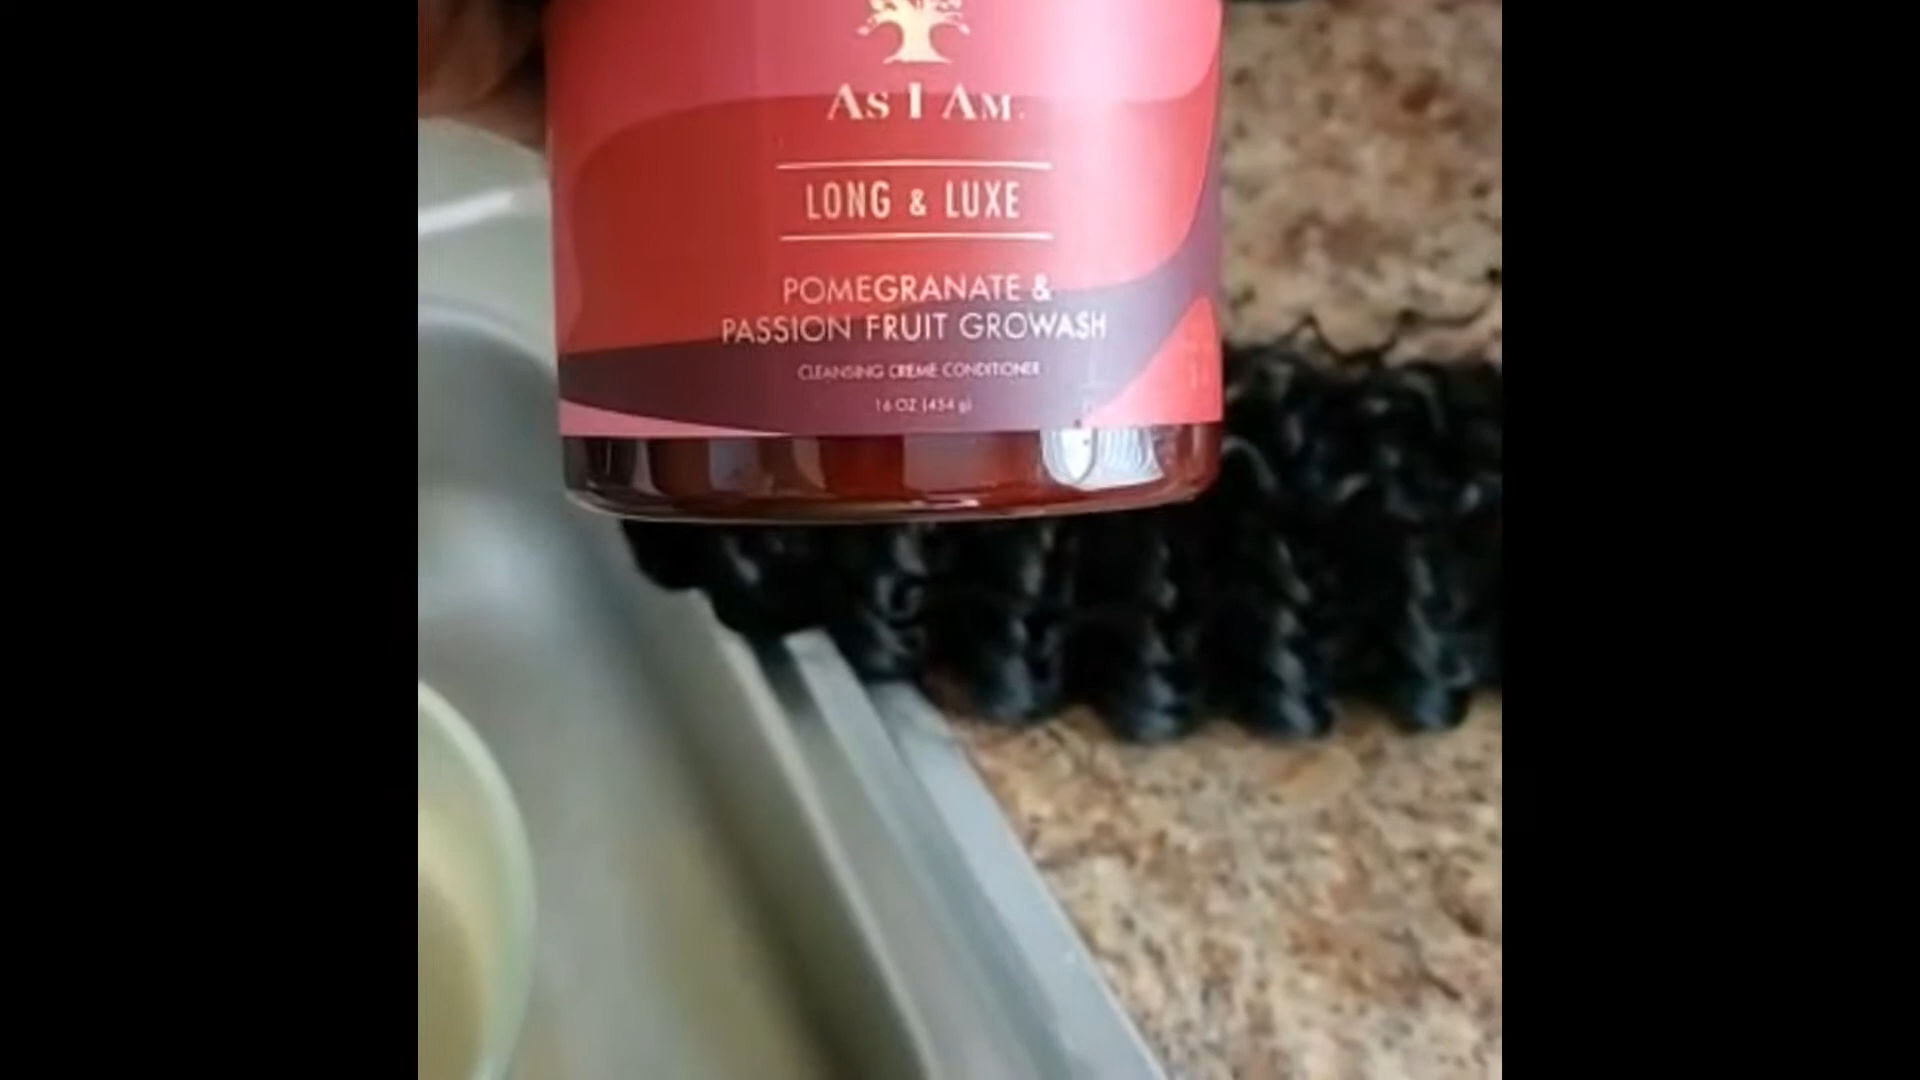 As I Am.
LONG & LUXE
POMEGRANATE &
PASSION FRUIT GROWASH
CLEANSING CREME CONDITIONER
16 OZ (454 g)